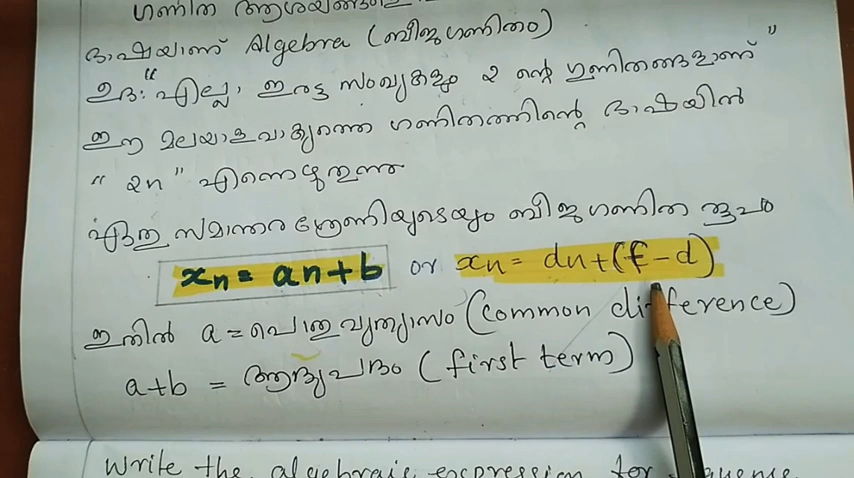 ഗണിത ആശയങ്ങളുടെ
ഭാഷയാണ് Algebra (ബീജഗണിതം)
ഉദാ: "എല്ലാ ഇരട്ട സംഖ്യകളും 2 ന്റെ ഗുണിതങ്ങളാണ്"
ഈ മലയാളവാക്യത്തെ ഗണിതത്തിന്റെ ഭാഷയിൽ
"2n" എന്നെഴുതുന്നു
ഏതു സമാന്തര ശ്രേണിയുടെയും ബീജഗണിത രൂപം
xn = an + b or xn = dn + (f - d)
ഇതിൽ a = പൊതുവ്യത്യാസം (common difference)
a+b = ആദ്യപദം (first term)
Write the algebraic expression for